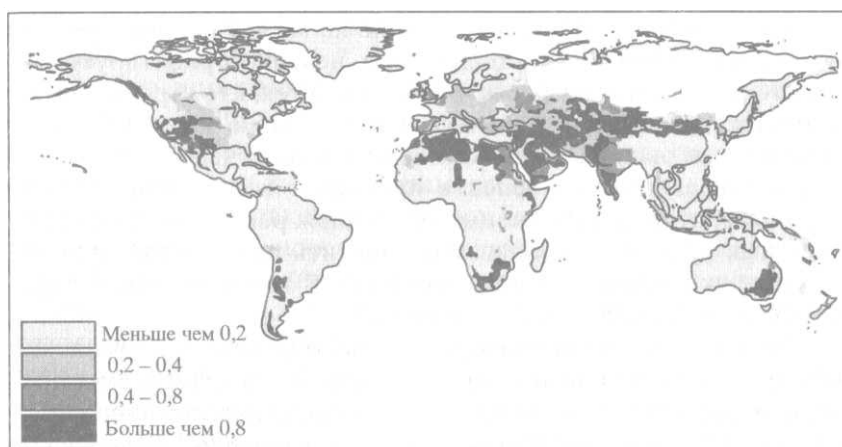 Меньше чем 0,2
0,2 – 0,4
0,4 – 0,8
Больше чем 0,8